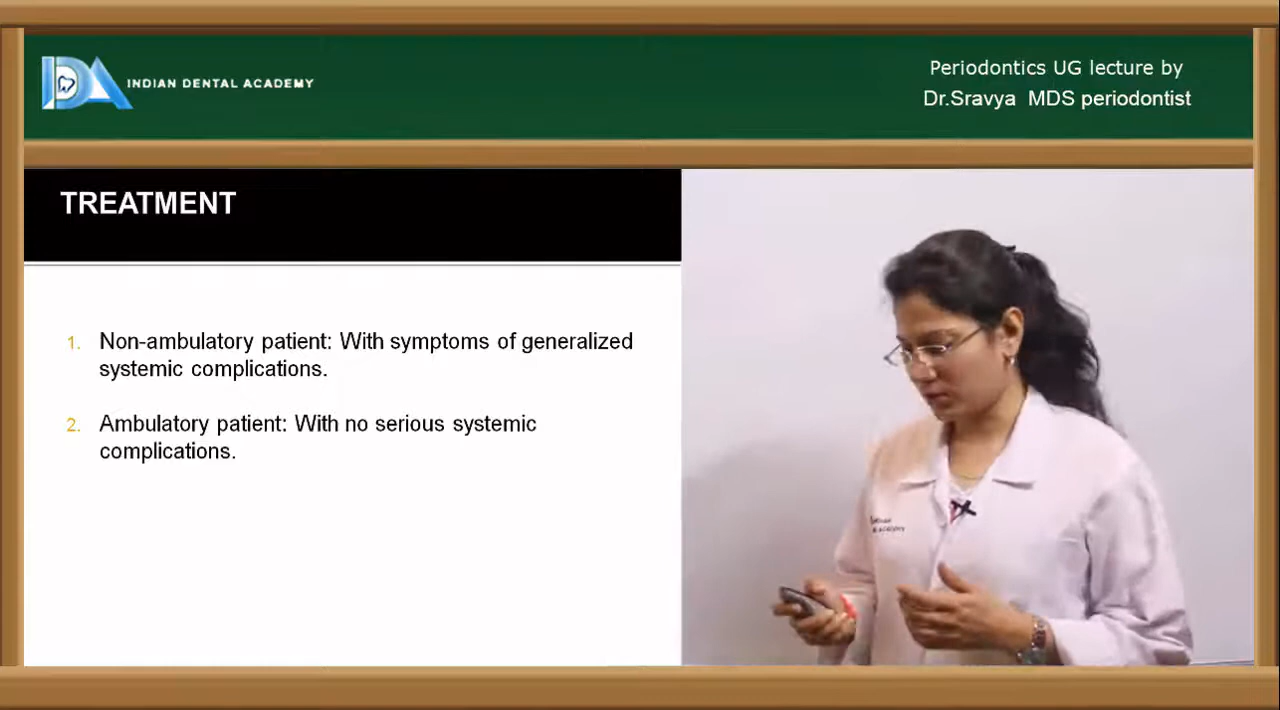 INDIAN DENTAL ACADEMY
Periodontics UG lecture by
Dr.Sravya MDS periodontist
TREATMENT
1. Non-ambulatory patient: With symptoms of generalized
systemic complications.
2. Ambulatory patient: With no serious systemic
complications.